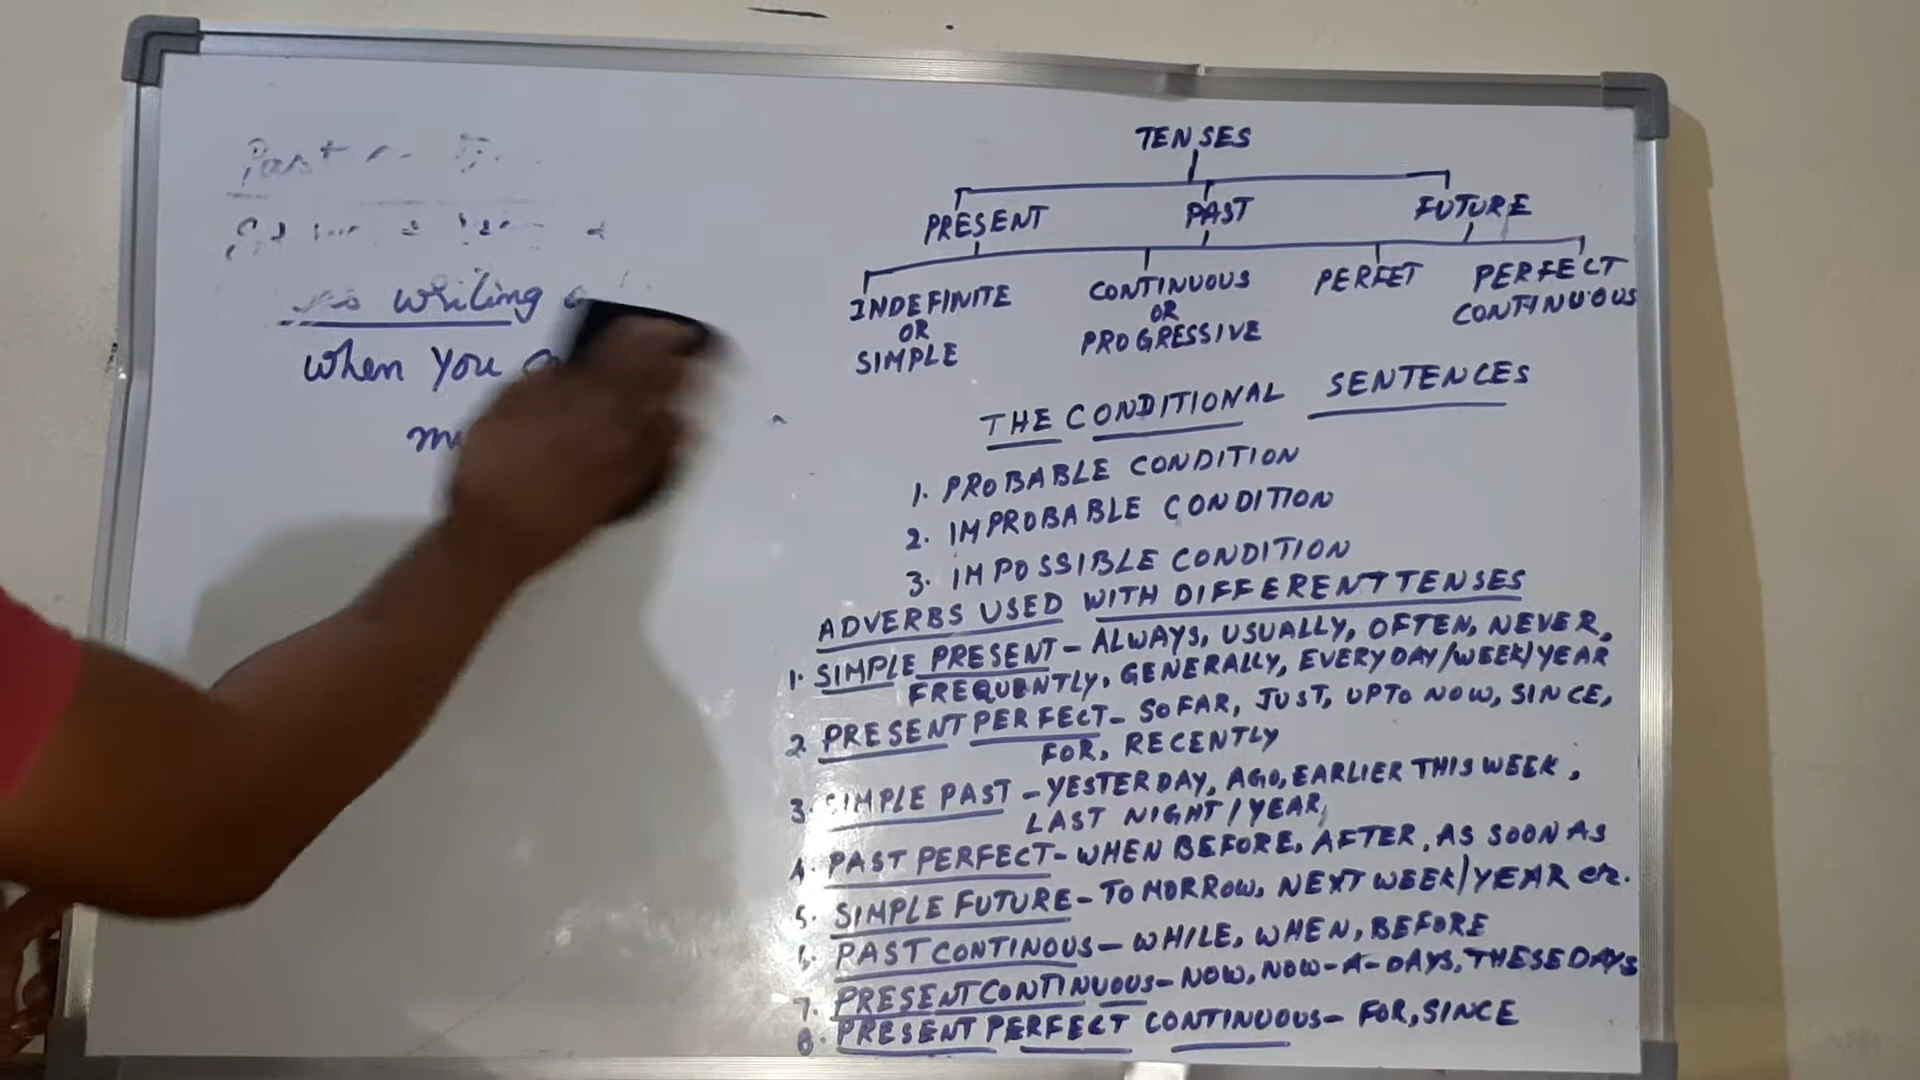 Past
writing
when you
TENSES
PRESENT PAST FUTURE
INDEFINITE OR SIMPLE
CONTINUOUS OR PROGRESSIVE
PERFET
PERFECT CONTINUOUS
THE CONDITIONAL SENTENCES
1. PROBABLE CONDITION
2. IMPROBABLE CONDITION
3. IMPOSSIBLE CONDITION
ADVERBS USED WITH DIFFERENT TENSES
1. SIMPLE PRESENT - ALWAYS, USUALLY, OFTEN, NEVER,
FREQUENTLY, GENERALLY, EVERYDAY/WEEK/YEAR
2. PRESENT PERFECT - SO FAR, JUST, UPTO NOW, SINCE,
FOR, RECENTLY
3. SIMPLE PAST - YESTERDAY, AGO, EARLIER THIS WEEK,
LAST NIGHT/YEAR,
4. PAST PERFECT - WHEN BEFORE, AFTER, AS SOON AS
5. SIMPLE FUTURE - TOMORROW, NEXT WEEK/YEAR etc.
6. PAST CONTINOUS - WHILE, WHEN, BEFORE
7. PRESENT CONTINUOUS - NOW, NOW-A-DAYS, THESE DAYS
8. PRESENT PERFECT CONTINUOUS - FOR, SINCE